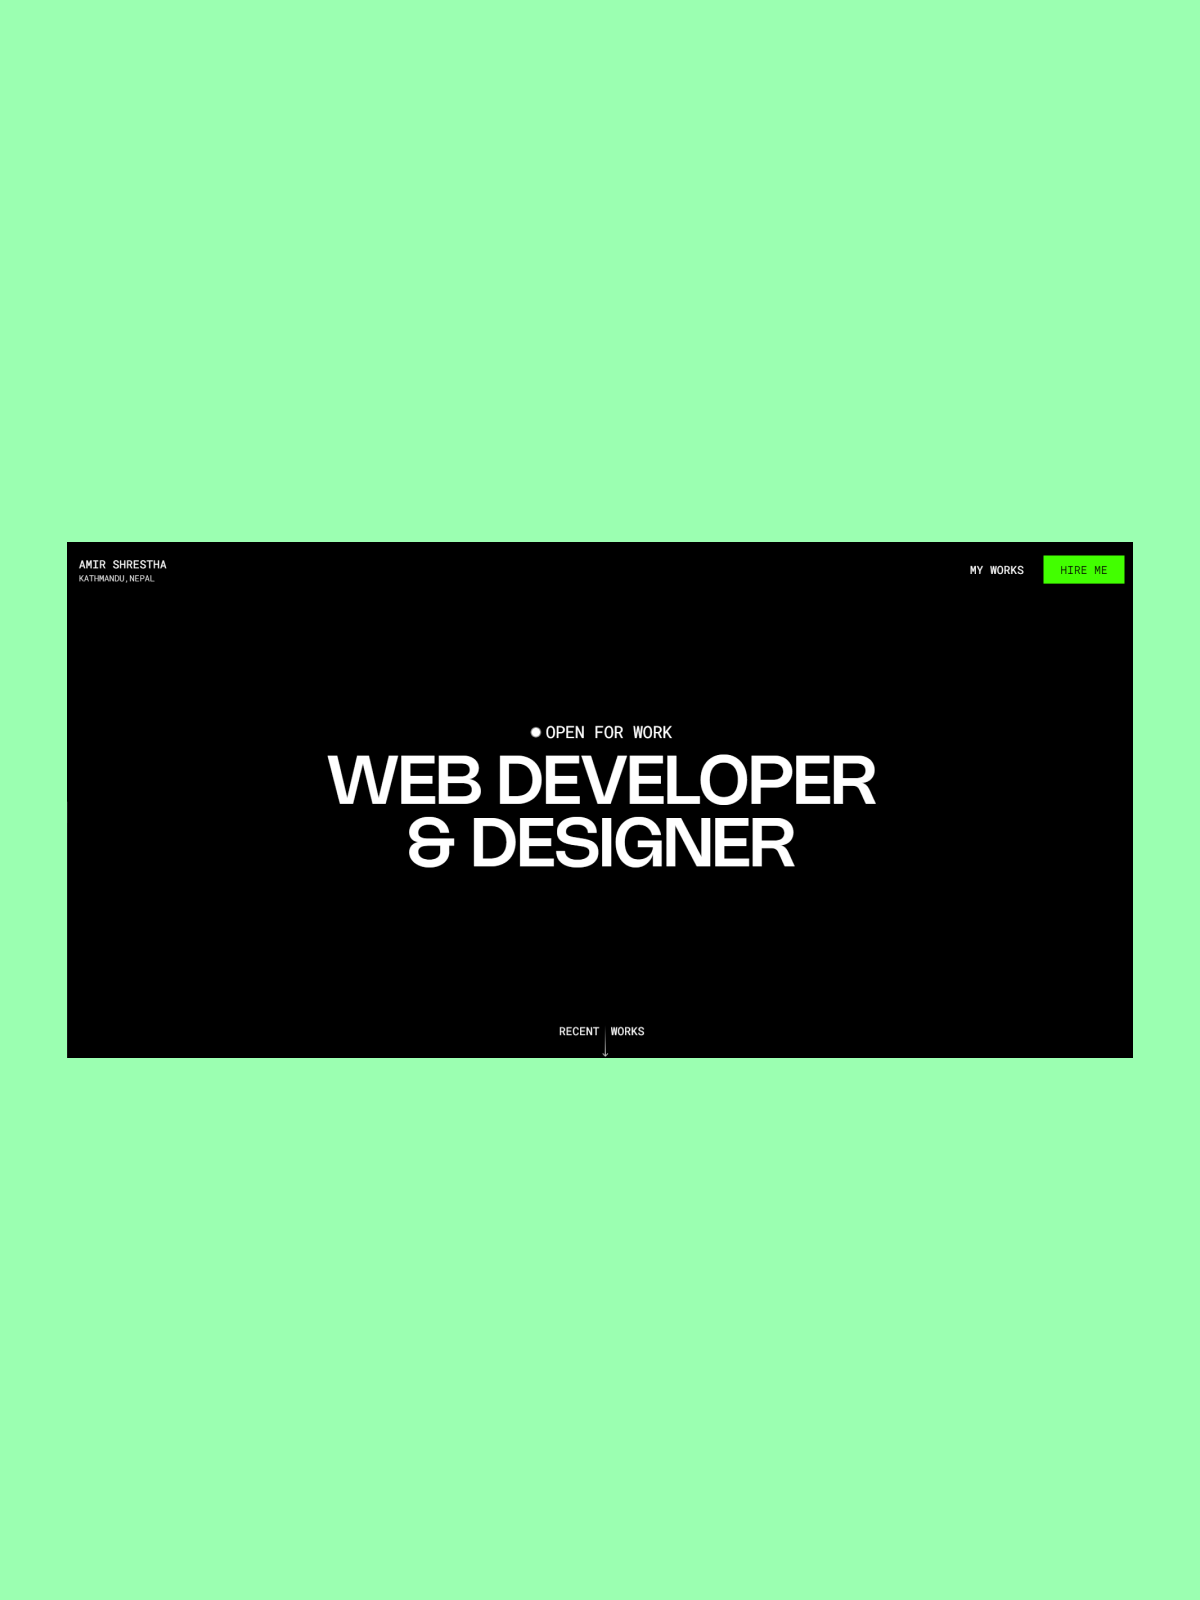 AMIR SHRESTHA
KATHMANDU,NEPAL
MY WORKS
HIRE ME
OPEN FOR WORK
WEB DEVELOPER
& DESIGNER
RECENT WORKS